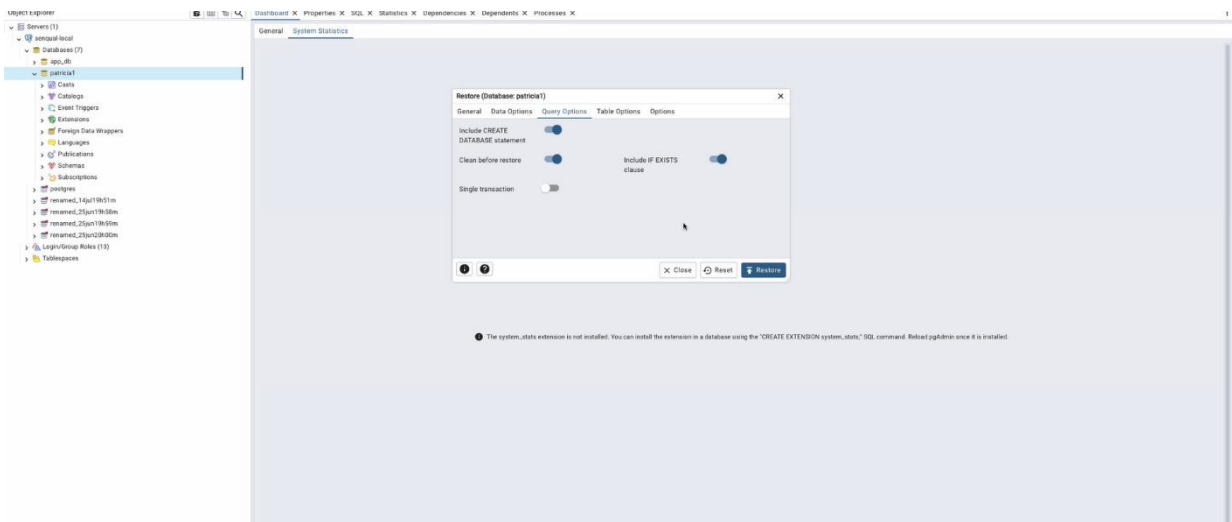 Object Explorer
Dashboard X Properties X SQL X Statistics X Dependencies X Dependents X Processes X
General System Statistics
Servers (1)
senqual-local
Databases (7)
app_db
patricia1
Casts
Catalogs
Event Triggers
Extensions
Foreign Data Wrappers
Languages
Publications
Schemas
Subscriptions
postgres
renamed_14jul19h51m
renamed_25jun19h58m
renamed_25jun19h59m
renamed_25jun20h00m
Login/Group Roles (13)
Tablespaces
Restore (Database: patricia1)
General Data Options Query Options Table Options Options
Include CREATE
DATABASE statement
Clean before restore
Include IF EXISTS
clause
Single transaction
Close Reset Restore
The system_stats extension is not installed. You can install the extension in a database using the "CREATE EXTENSION system_stats;" SQL command. Reload pgAdmin once it is installed.